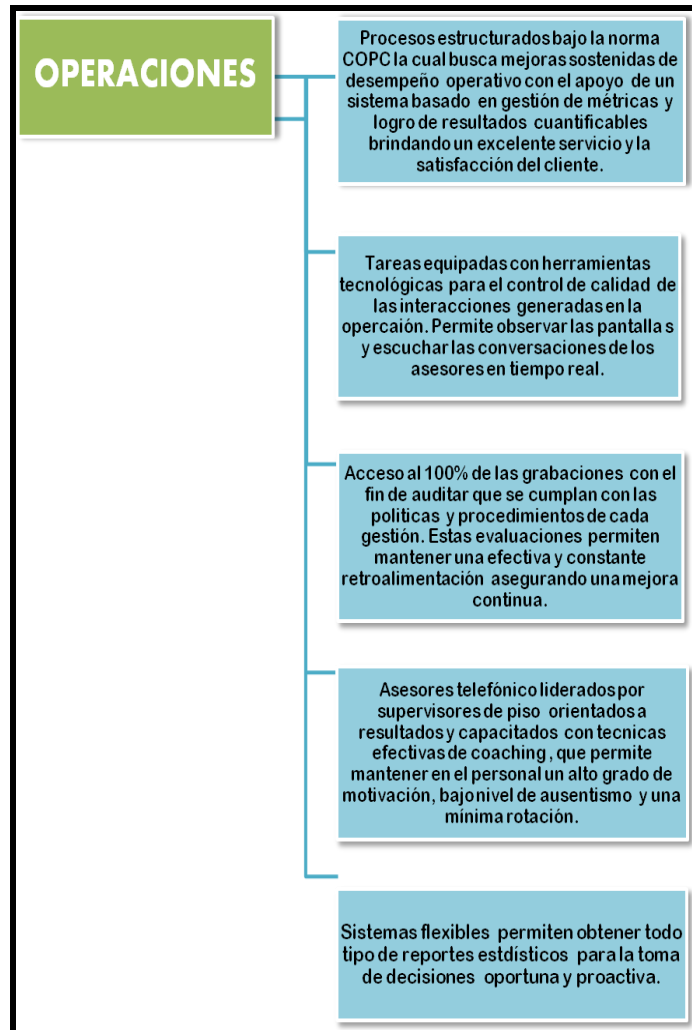 OPERACIONES
Procesos estructurados bajo la norma
COPC la cual busca mejoras sostenidas de
desempeño operativo con el apoyo de un
sistema basado en gestión de métricas y
logro de resultados cuantificables
brindando un excelente servicio y la
satisfacción del cliente.
Tareas equipadas con herramientas
tecnológicas para el control de calidad de
las interacciones generadas en la
opercaión. Permite observar las pantalla s
y escuchar las conversaciones de los
asesores en tiempo real.
Acceso al 100% de las grabaciones con el
fin de auditar que se cumplan con las
politicas y procedimientos de cada
gestión. Estas evaluaciones permiten
mantener una efectiva y constante
retroalimentación asegurando una mejora
continua.
Asesores telefónico liderados por
supervisores de piso orientados a
resultados y capacitados con tecnicas
efectivas de coaching , que permite
mantener en el personal un alto grado de
motivación, bajo nivel de ausentismo y una
mínima rotación.
Sistemas flexibles permiten obtener todo
tipo de reportes estdísticos para la toma
de decisiones oportuna y proactiva.